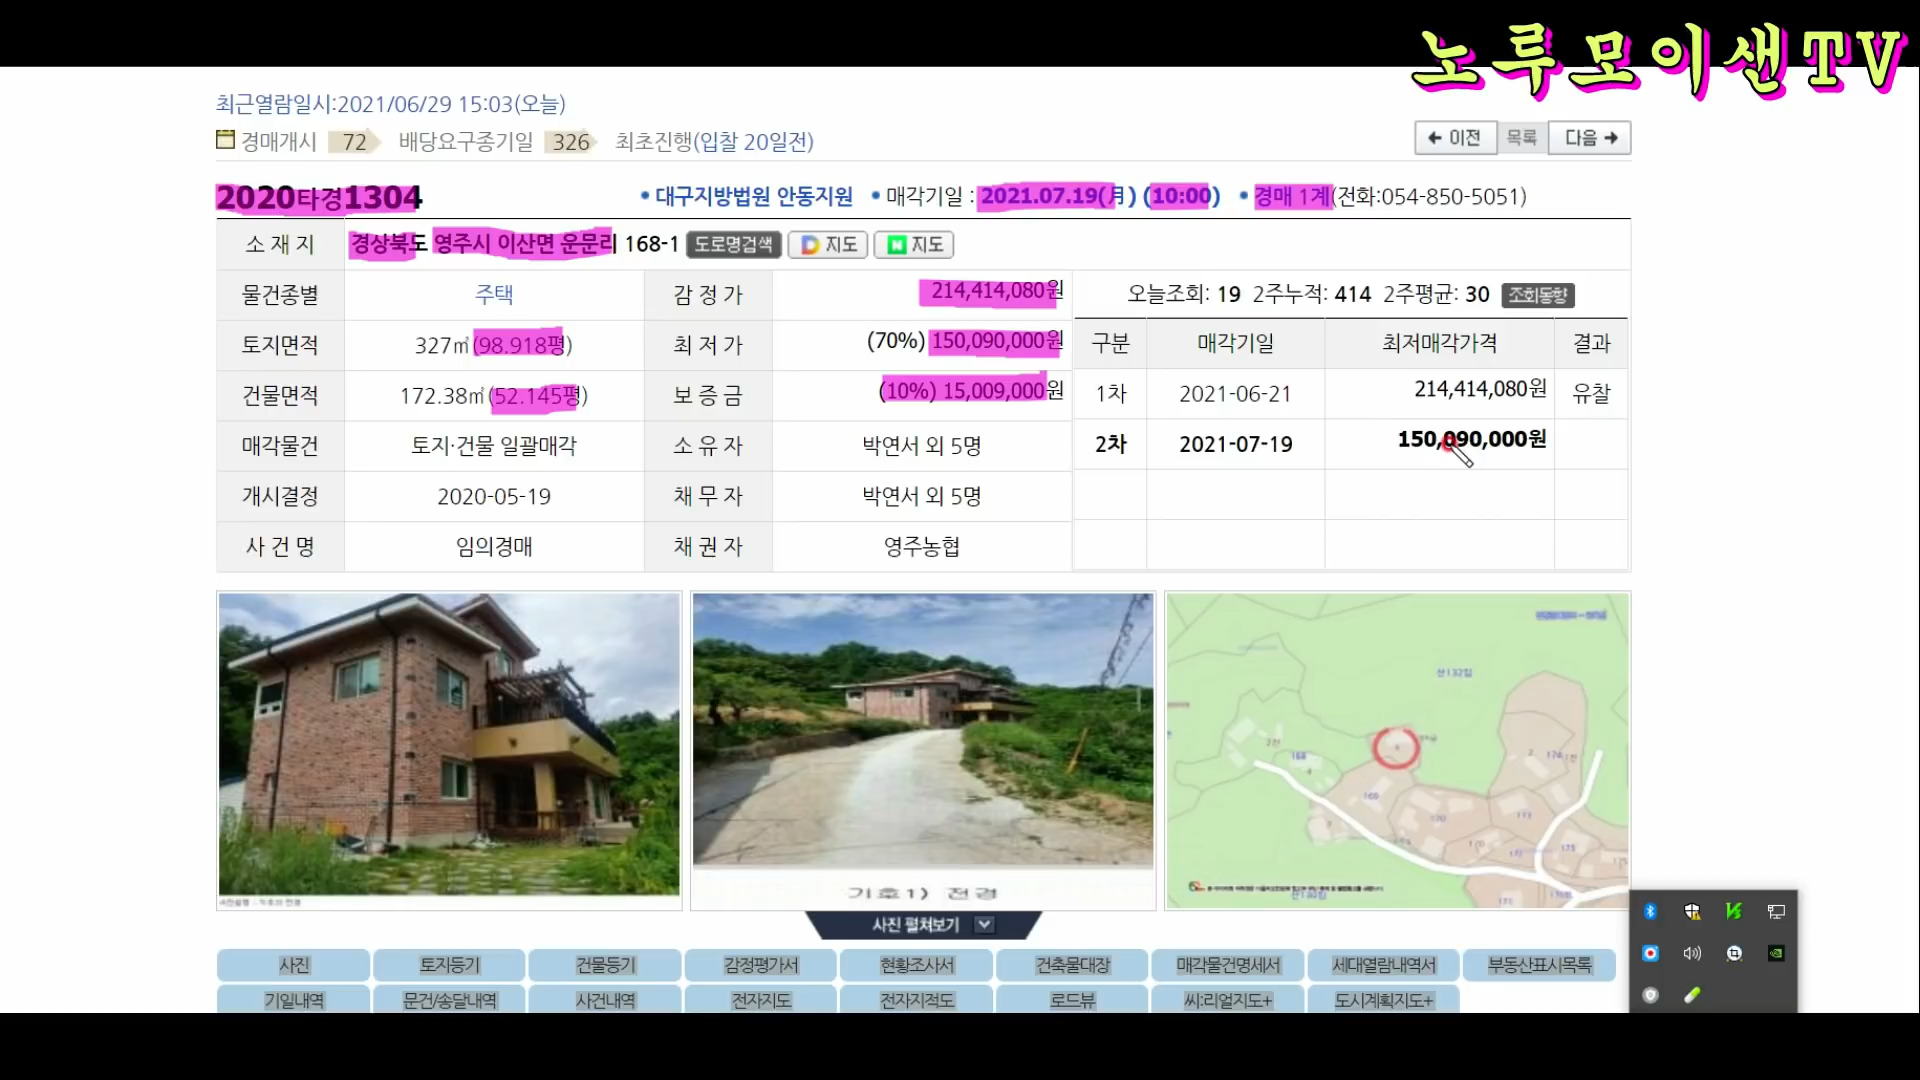 노루모이샌TV
최근열람일시:2021/06/29 15:03(오늘)
경매개시 72 배당요구종기일 326 최초진행(입찰 20일전)
이전 목록 다음
2020타경1304 • 대구지방법원 안동지원 • 매각기일 : 2021.07.19(月) (10:00) • 경매 1계(전화:054-850-5051)
소재지 경상북도 영주시 이산면 운문리 168-1 도로명검색 D 지도 N 지도
물건종별 주택 감정가 214,414,080원 오늘조회: 19 2주누적: 414 2주평균: 30 조회동향
토지면적 327㎡(98.918평) 최저가 (70%) 150,090,000원 구분 매각기일 최저매각가격 결과
건물면적 172.38㎡(52.145평) 보증금 (10%) 15,009,000원 1차 2021-06-21 214,414,080원 유찰
매각물건 토지·건물 일괄매각 소유자 박연서 외 5명 2차 2021-07-19 150,090,000원
개시결정 2020-05-19 채무자 박연서 외 5명
사건명 임의경매 채권자 영주농협
산132임
168
169
170
173
174
175
기호1) 전경
사진 펼쳐보기
사진 토지등기 건물등기 감정평가서 현황조사서 건축물대장 매각물건명세서 세대열람내역서 부동산표시목록
기일내역 문건/송달내역 사건내역 전자지도 전자지적도 로드뷰 씨:리얼지도+ 도시계획지도+